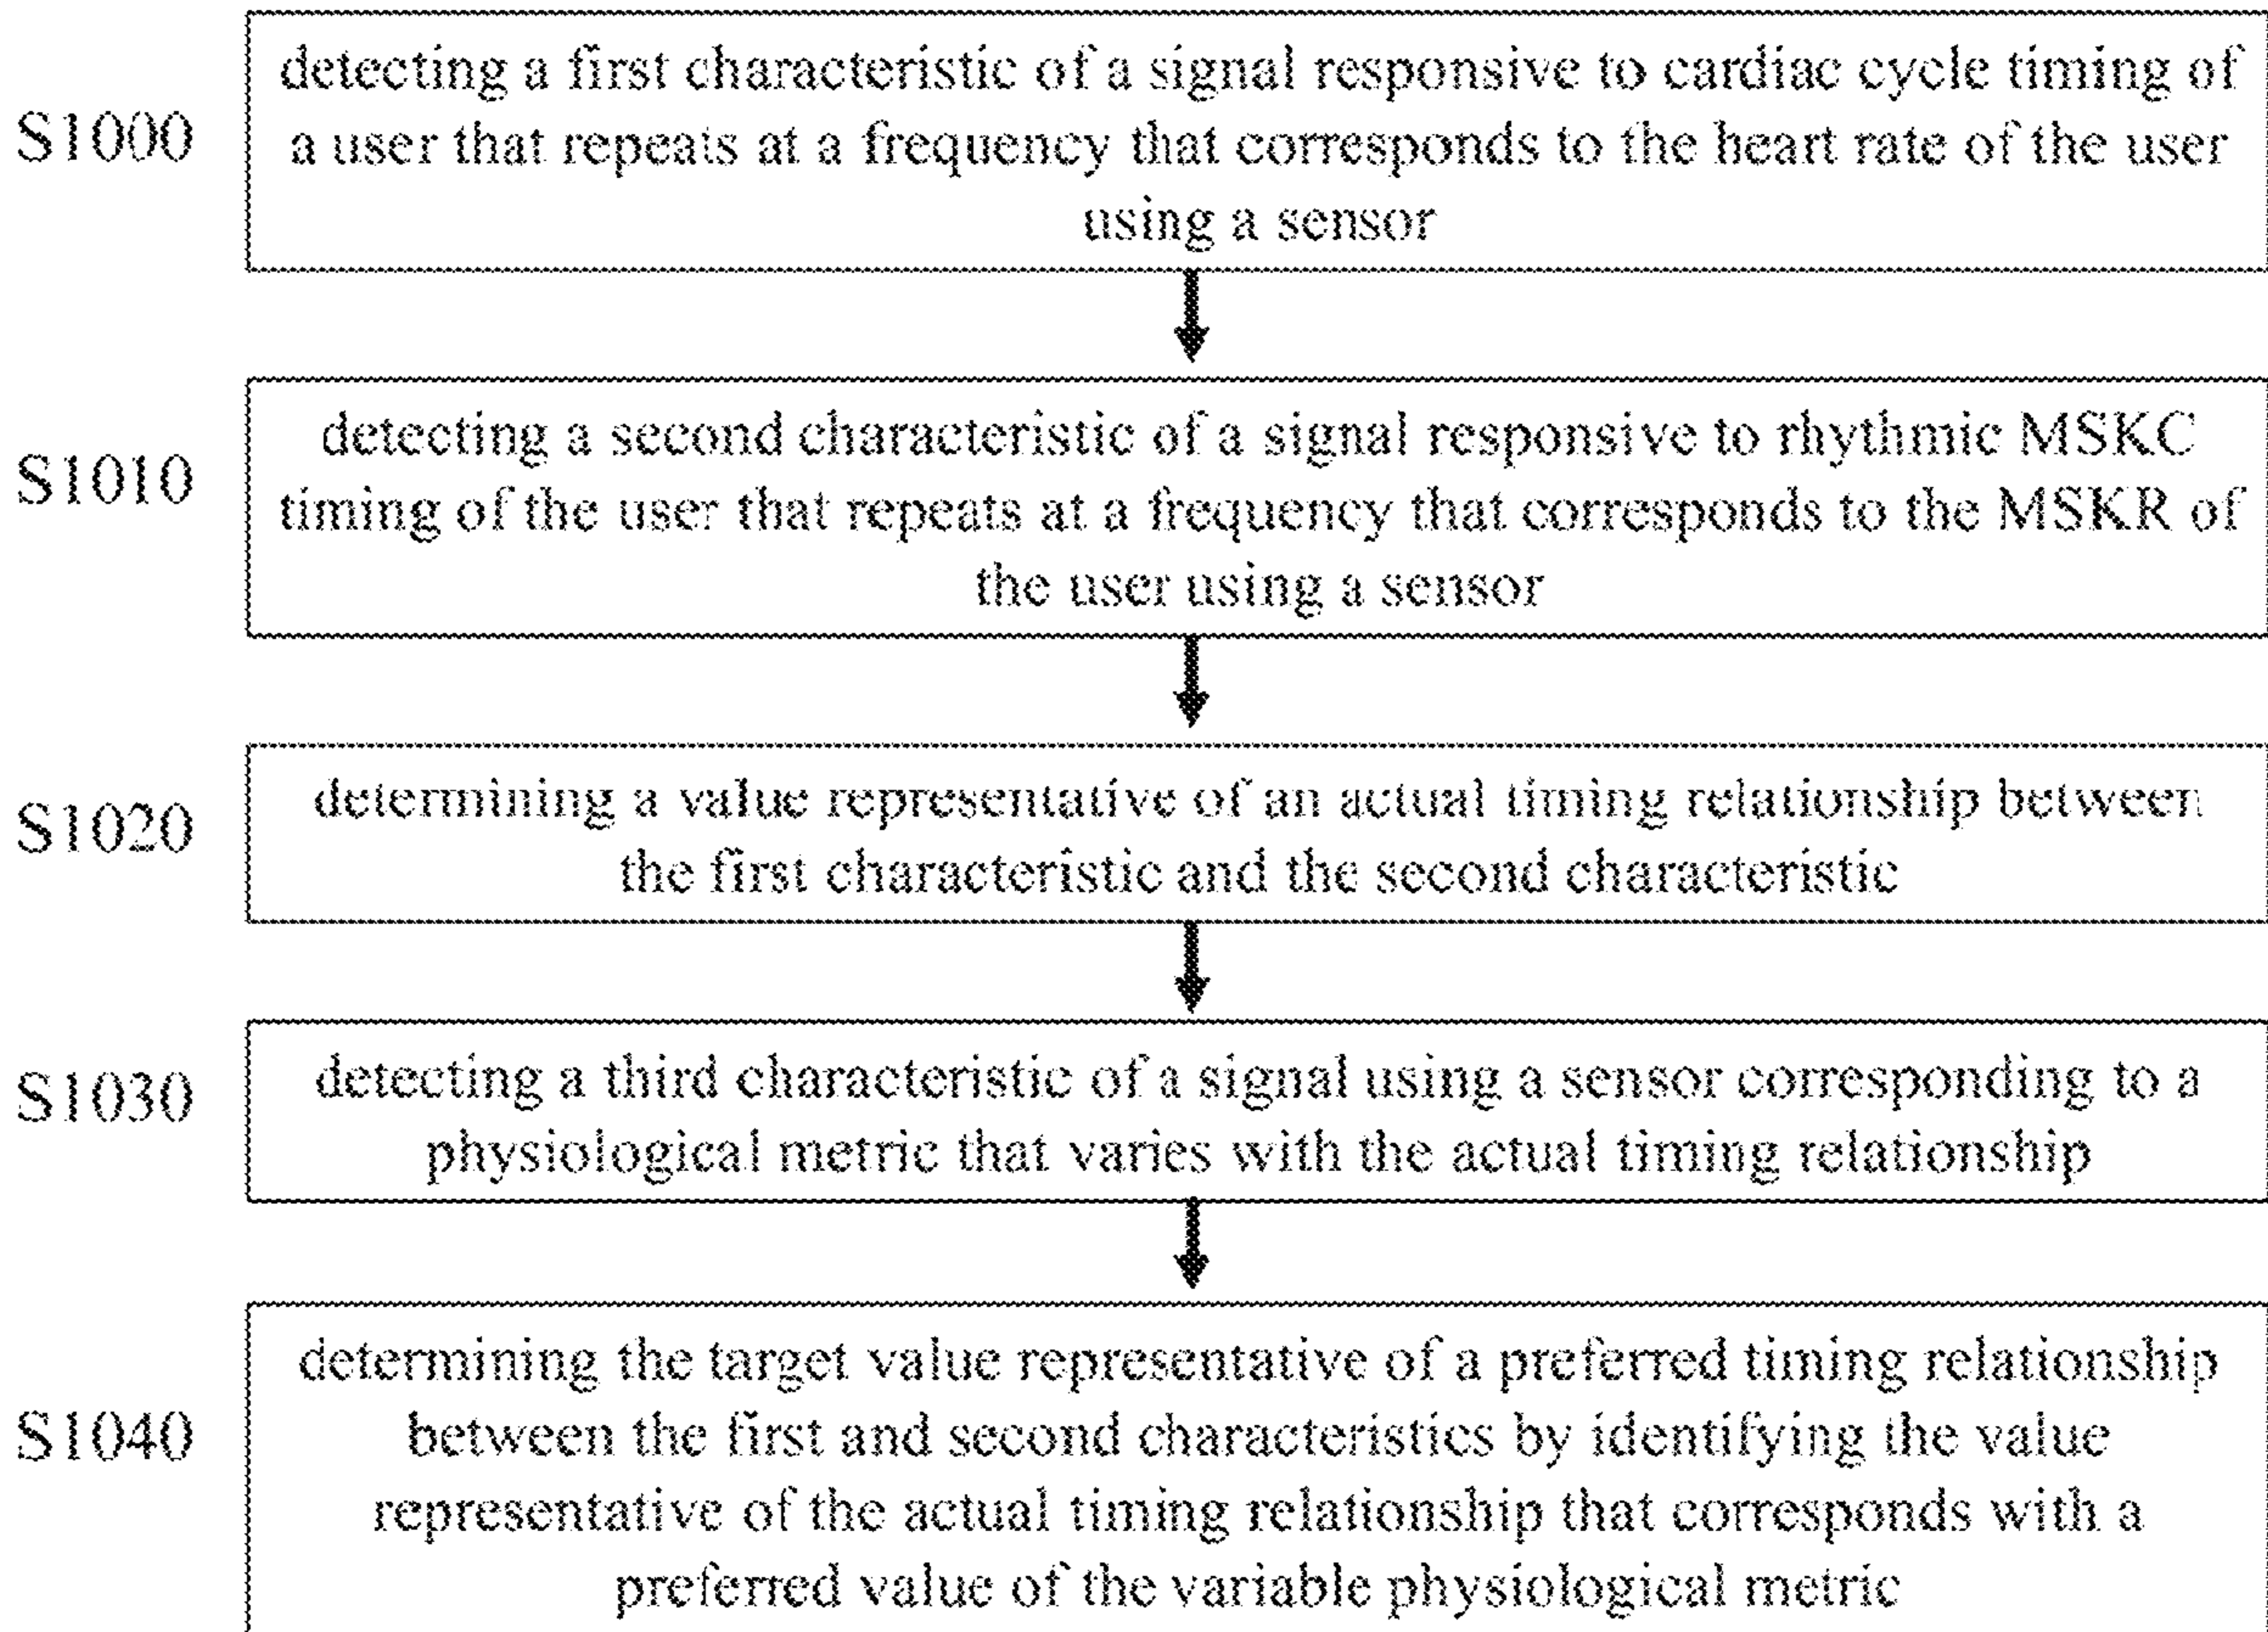 S1000
detecting a first characteristic of a signal responsive to cardiac cycle timing of
a user that repeats at a frequency that corresponds to the heart rate of the user
using a sensor
S1010
detecting a second characteristic of a signal responsive to rhythmic MSKC
timing of the user that repeats at a frequency that corresponds to the MSKR of
the user using a sensor
S1020
determining a value representative of an actual timing relationship between
the first characteristic and the second characteristic
S1030
detecting a third characteristic of a signal using a sensor corresponding to a
physiological metric that varies with the actual timing relationship
S1040
determining the target value representative of a preferred timing relationship
between the first and second characteristics by identifying the value
representative of the actual timing relationship that corresponds with a
preferred value of the variable physiological metric